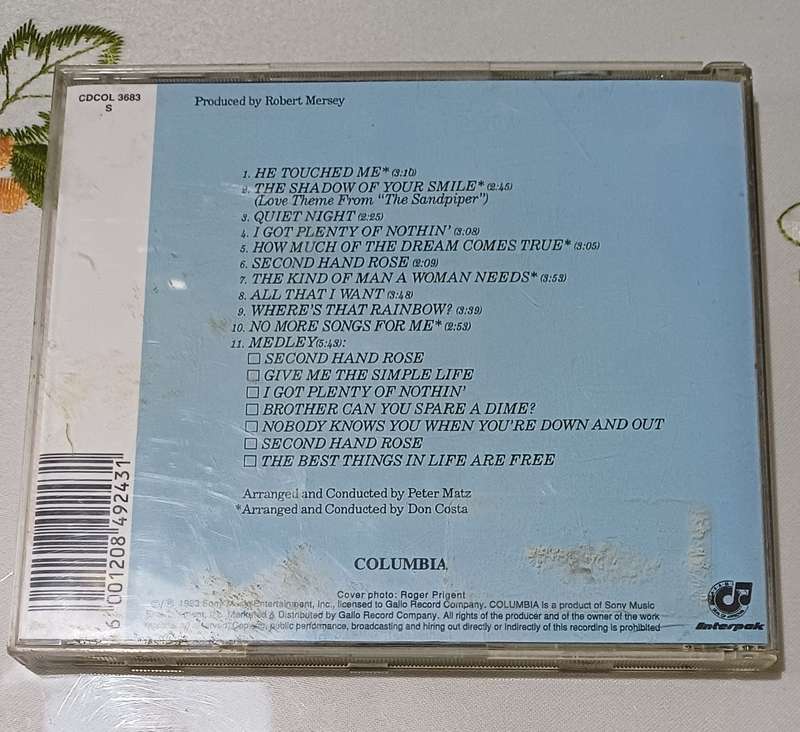 CDCOL 3683
S
Produced by Robert Mersey
1. HE TOUCHED ME* (3:10)
2. THE SHADOW OF YOUR SMILE* (2:45)
(Love Theme From "The Sandpiper")
3. QUIET NIGHT (2:25)
4. I GOT PLENTY OF NOTHIN' (3:08)
5. HOW MUCH OF THE DREAM COMES TRUE* (3:05)
6. SECOND HAND ROSE (2:09)
7. THE KIND OF MAN A WOMAN NEEDS* (3:53)
8. ALL THAT I WANT (3:48)
9. WHERE'S THAT RAINBOW? (3:39)
10. NO MORE SONGS FOR ME* (2:53)
11. MEDLEY (5:43):
SECOND HAND ROSE
GIVE ME THE SIMPLE LIFE
I GOT PLENTY OF NOTHIN'
BROTHER CAN YOU SPARE A DIME?
NOBODY KNOWS YOU WHEN YOU'RE DOWN AND OUT
SECOND HAND ROSE
THE BEST THINGS IN LIFE ARE FREE
Arranged and Conducted by Peter Matz
*Arranged and Conducted by Don Costa
COLUMBIA
Cover photo: Roger Prigent
1993 Sony Music Entertainment, Inc., licensed to Gallo Record Company. COLUMBIA is a product of Sony Music
Marketed & Distributed by Gallo Record Company. All rights of the producer and of the owner of the work
public performance, broadcasting and hiring out directly or indirectly of this recording is prohibited
Interpak
6 001208 492431